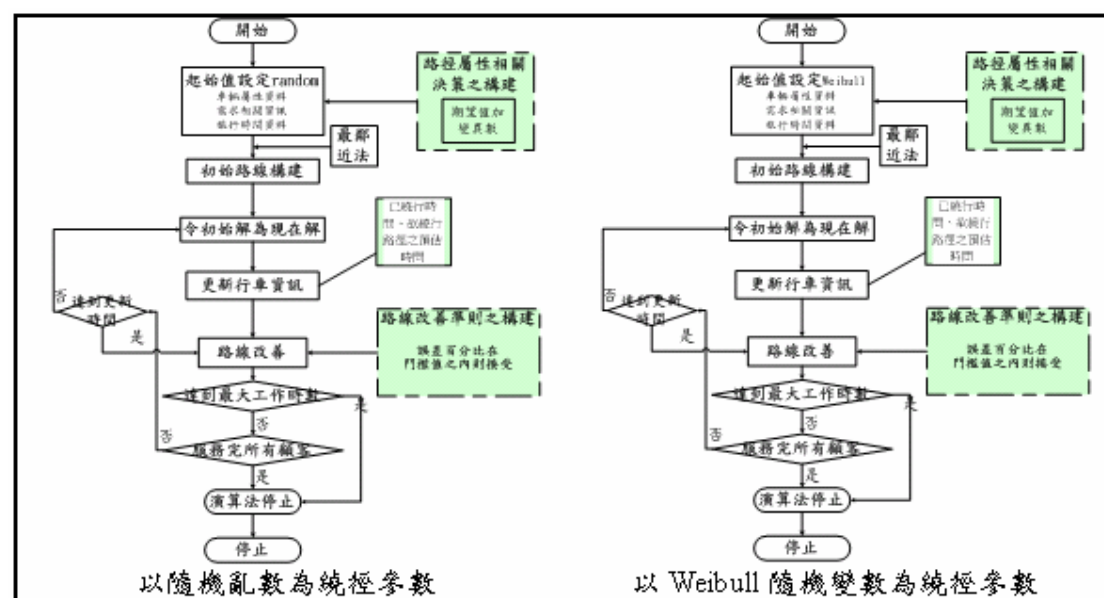 開始
起始值設定random
車輛屬性資料
需求相關資訊
旅行時間資料
路徑屬性相關
決策之構建
期望值加
變異數
最鄰
近法
初始路線構建
令初始解為現在解
已繞行時
路徑之預估
時間
更新行車資訊
否
達到更新
時間
是
路線改善準則之構建
誤差百分比在
門檻值之內則接受
路線改善
達到最大工作時數
是
否
否
服務完所有顧客
是
演算法停止
停止
以隨機亂數為繞徑參數
開始
起始值設定Weibull
車輛屬性資料
需求相關資訊
旅行時間資料
路徑屬性相關
決策之構建
期望值加
變異數
最鄰
近法
初始路線構建
令初始解為現在解
已繞行時
路徑之預估
時間
更新行車資訊
否
達到更新
時間
是
路線改善準則之構建
誤差百分比在
門檻值之內則接受
路線改善
達到最大工作時數
是
否
否
服務完所有顧客
是
演算法停止
停止
以 Weibull 隨機變數為繞徑參數